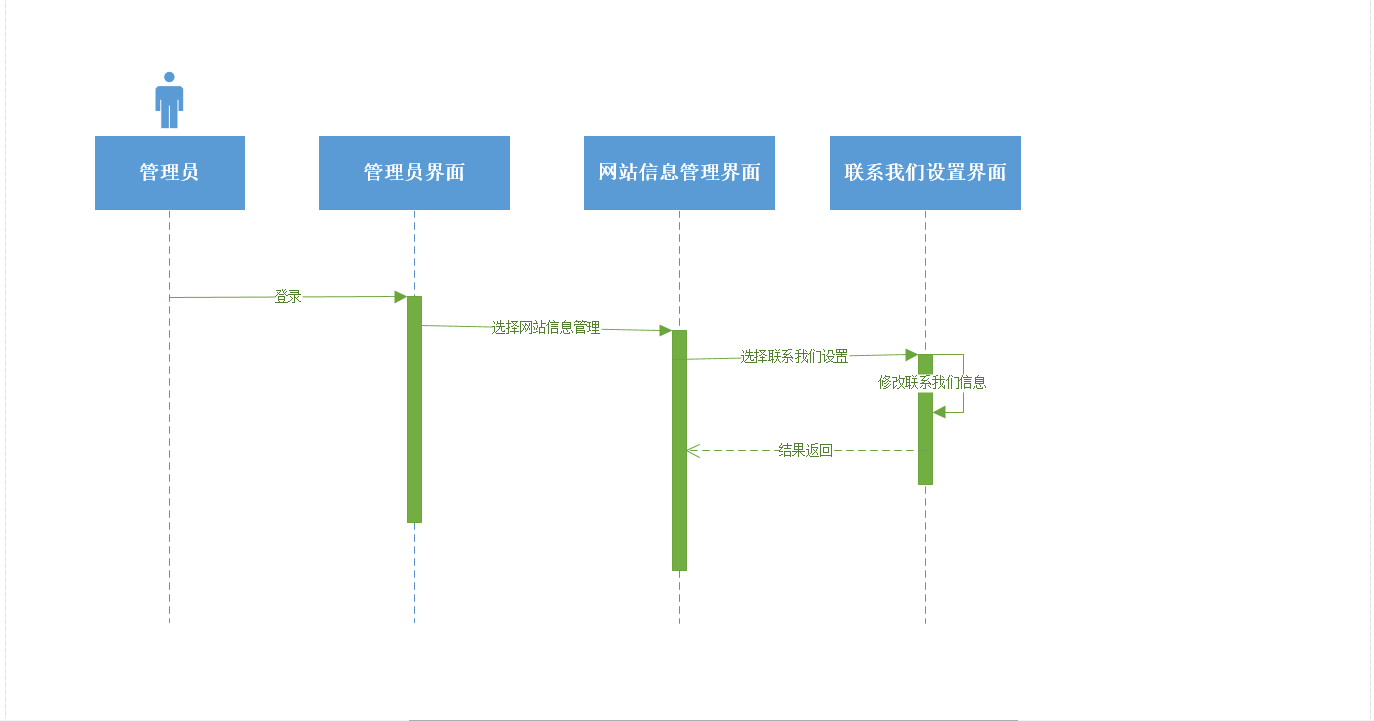 管理员
管理员界面
网站信息管理界面
联系我们设置界面
登录
选择网站信息管理
选择联系我们设置
修改联系我们信息
结果返回